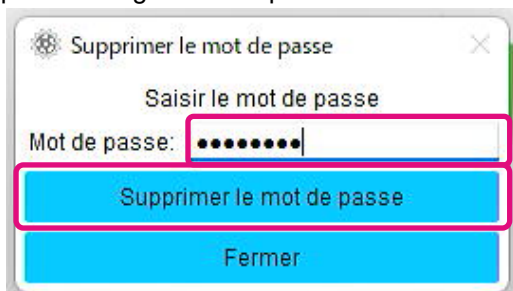 Supprimer le mot de passe
Saisir le mot de passe
Mot de passe: ●●●●●●●●
Supprimer le mot de passe
Fermer